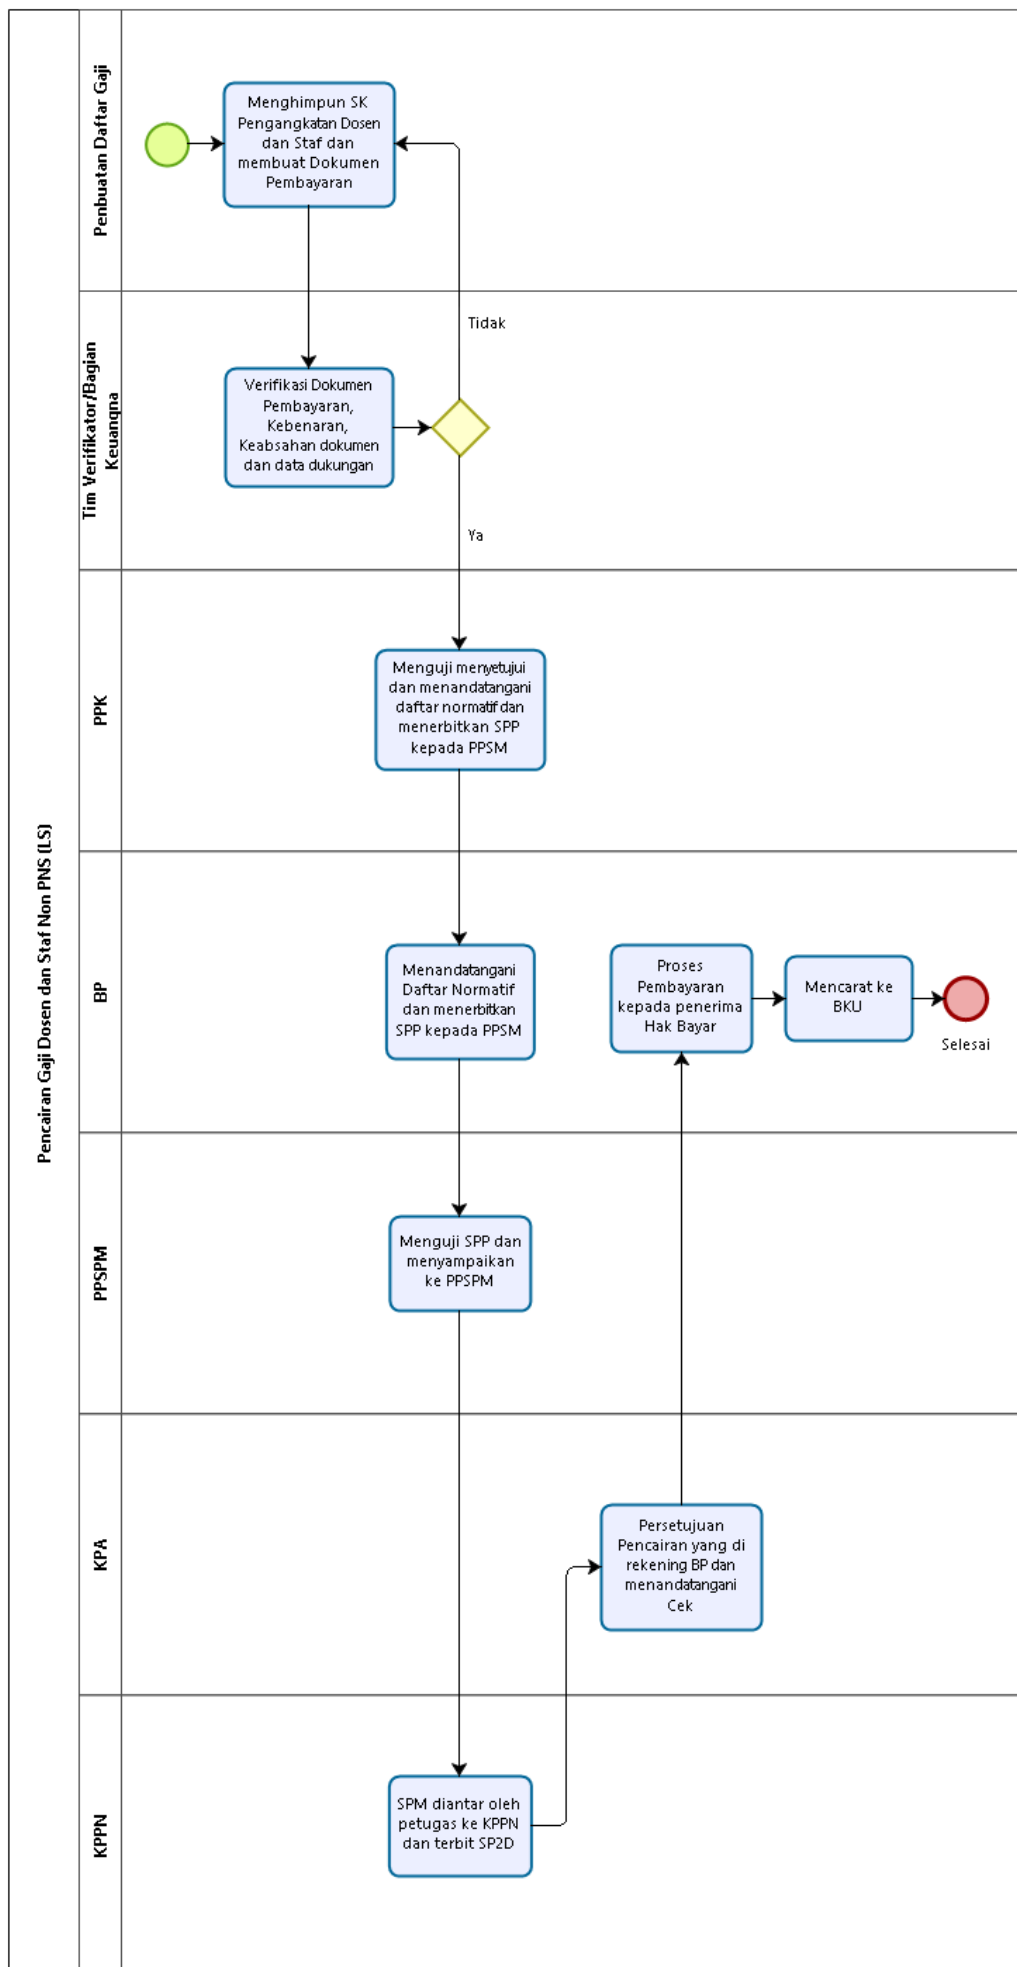 Pencairan Gaji Dosen dan Staf Non PNS (LS)
Penbuatan Daftar Gaji
Menghimpun SK
Pengangkatan Dosen
dan Staf dan
membuat Dokumen
Pembayaran
Tim Verifikator/Bagian
Keuanqna
Tidak
Verifikasi Dokumen
Pembayaran,
Kebenaran,
Keabsahan dokumen
dan data dukungan
Ya
PPK
Menguji menyetujui
dan menandatangani
daftar normatif dan
menerbitkan SPP
kepada PPSM
BP
Menandatangani
Daftar Normatif
dan menerbitkan
SPP kepada PPSM
Proses
Pembayaran
kepada penerima
Hak Bayar
Mencarat ke
BKU
Selesai
PPSPM
Menguji SPP dan
menyampaikan
ke PPSPM
KPA
Persetujuan
Pencairan yang di
rekening BP dan
menandatangani
Cek
KPPN
SPM diantar oleh
petugas ke KPPN
dan terbit SP2D